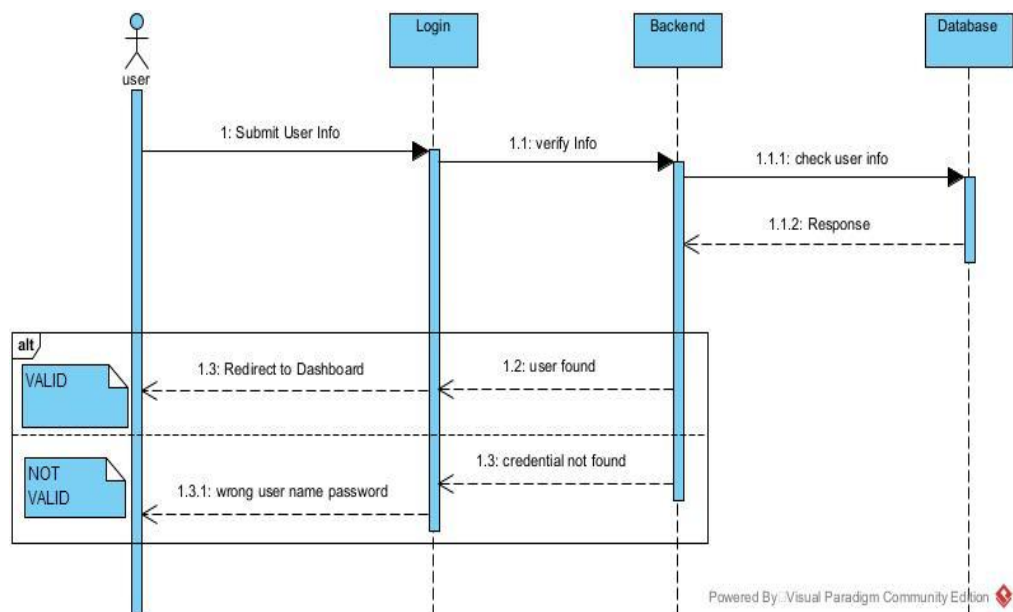 Login
Backend
Database
user
1: Submit User Info
1.1: verify Info
1.1.1: check user info
1.1.2: Response
alt
VALID
1.3: Redirect to Dashboard
1.2: user found
NOT
VALID
1.3: credential not found
1.3.1: wrong user name password
Powered By Visual Paradigm Community Edition